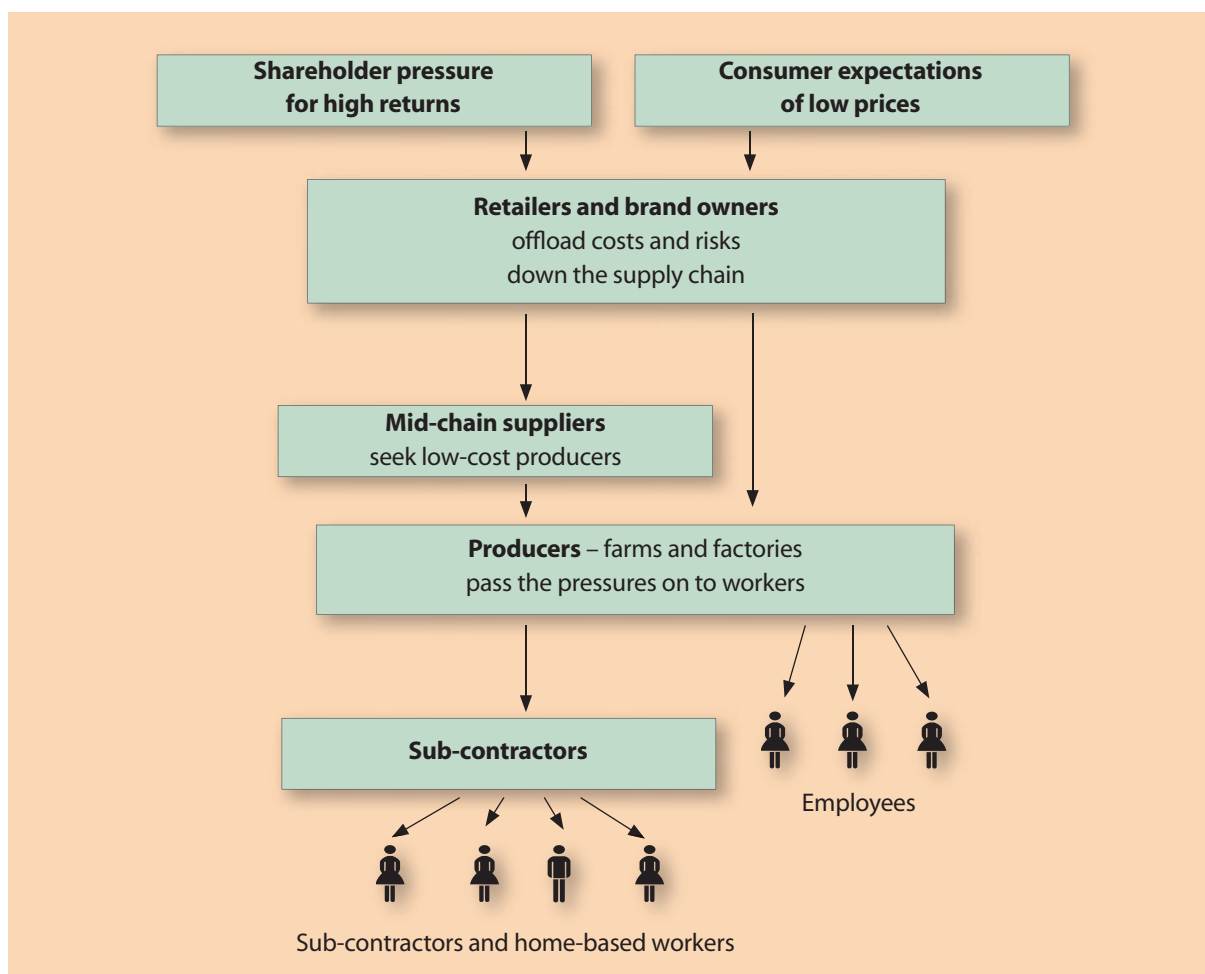 Shareholder pressure
for high returns
Consumer expectations
of low prices
Retailers and brand owners
offload costs and risks
down the supply chain
Mid-chain suppliers
seek low-cost producers
Producers – farms and factories
pass the pressures on to workers
Sub-contractors
Employees
Sub-contractors and home-based workers